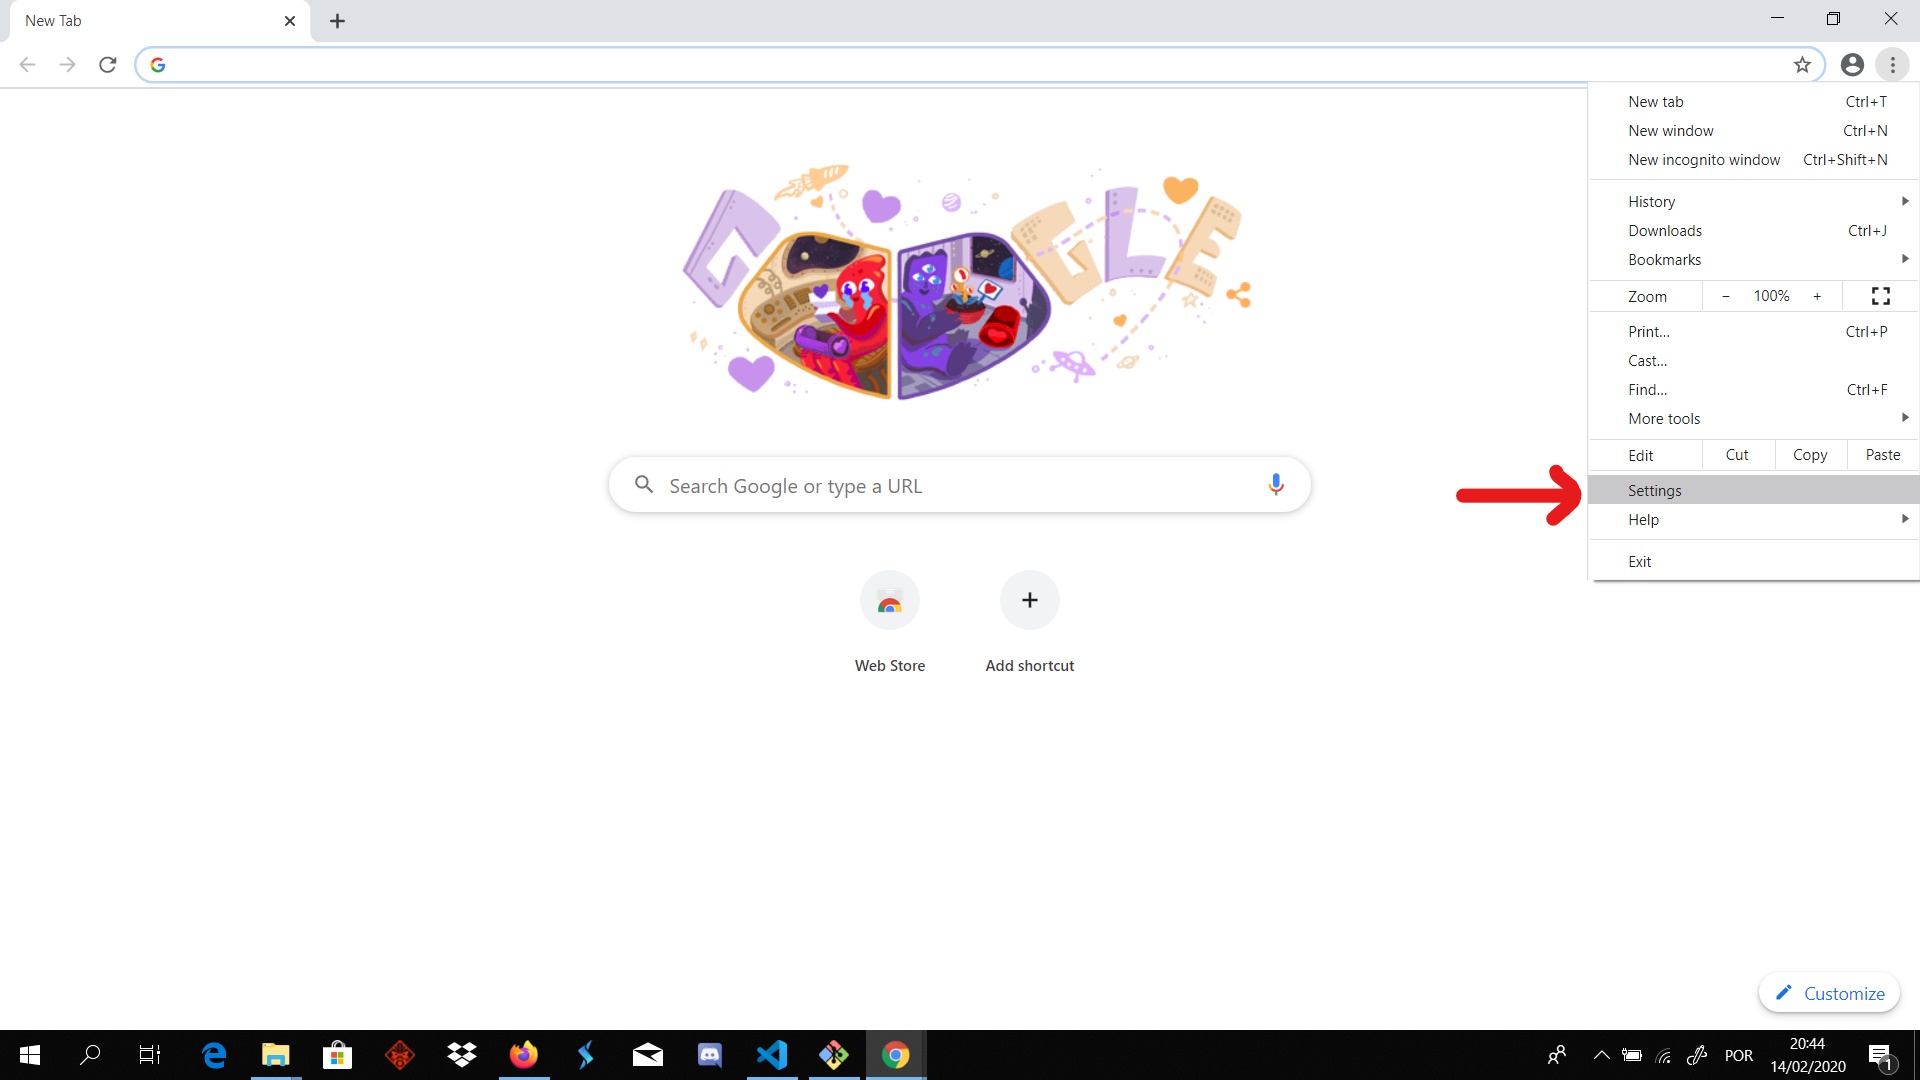 New Tab
New tab Ctrl+T
New window Ctrl+N
New incognito window Ctrl+Shift+N
History
Downloads Ctrl+J
Bookmarks
Zoom - 100% +
Print... Ctrl+P
Cast...
Find... Ctrl+F
More tools
Edit Cut Copy Paste
Settings
Help
Exit
GOOGLE
Search Google or type a URL
Web Store
Add shortcut
Customize
POR
20:44
14/02/2020
1